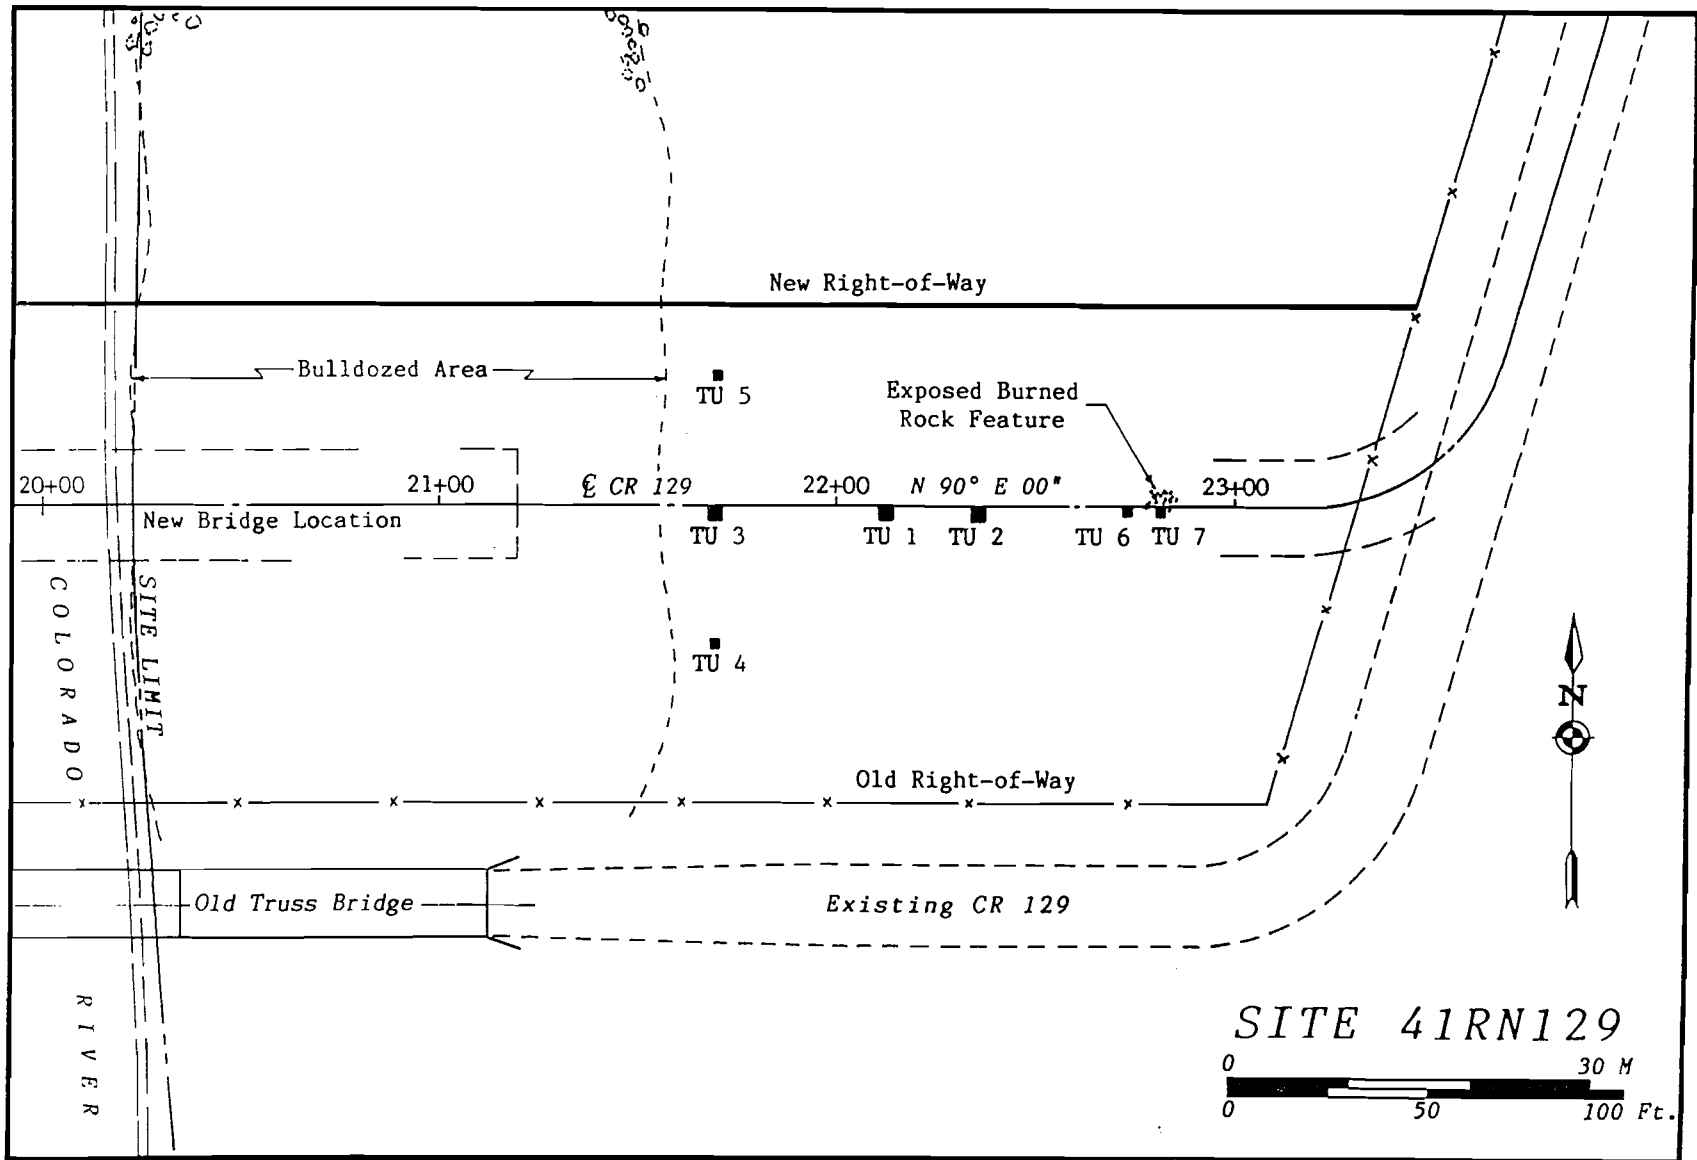 New Right-of-Way
Bulldozed Area
TU 5
Exposed Burned
Rock Feature
20+00
21+00
℄ CR 129
22+00
N 90° E 00"
23+00
New Bridge Location
TU 3
TU 1
TU 2
TU 6
TU 7
COLORADO
SITE LIMIT
TU 4
N
Old Right-of-Way
Old Truss Bridge
Existing CR 129
RIVER
SITE 41RN129
0
30 M
0
50
100 Ft.